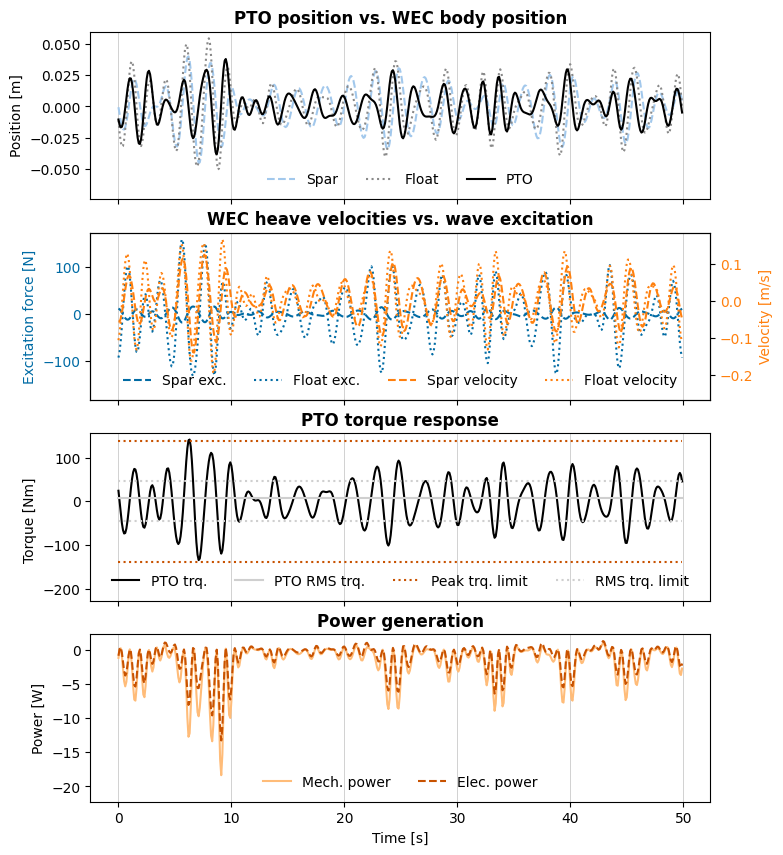 PTO position vs. WEC body position
Position [m]
0.050
0.025
0.000
−0.025
−0.050
Spar Float PTO
WEC heave velocities vs. wave excitation
Excitation force [N]
100
0
−100
0.1
0.0
−0.1
−0.2
Velocity [m/s]
Spar exc. Float exc. Spar velocity Float velocity
PTO torque response
Torque [Nm]
100
0
−100
−200
PTO trq. PTO RMS trq. Peak trq. limit RMS trq. limit
Power generation
Power [W]
0
−5
−10
−15
−20
Mech. power Elec. power
0 10 20 30 40 50
Time [s]